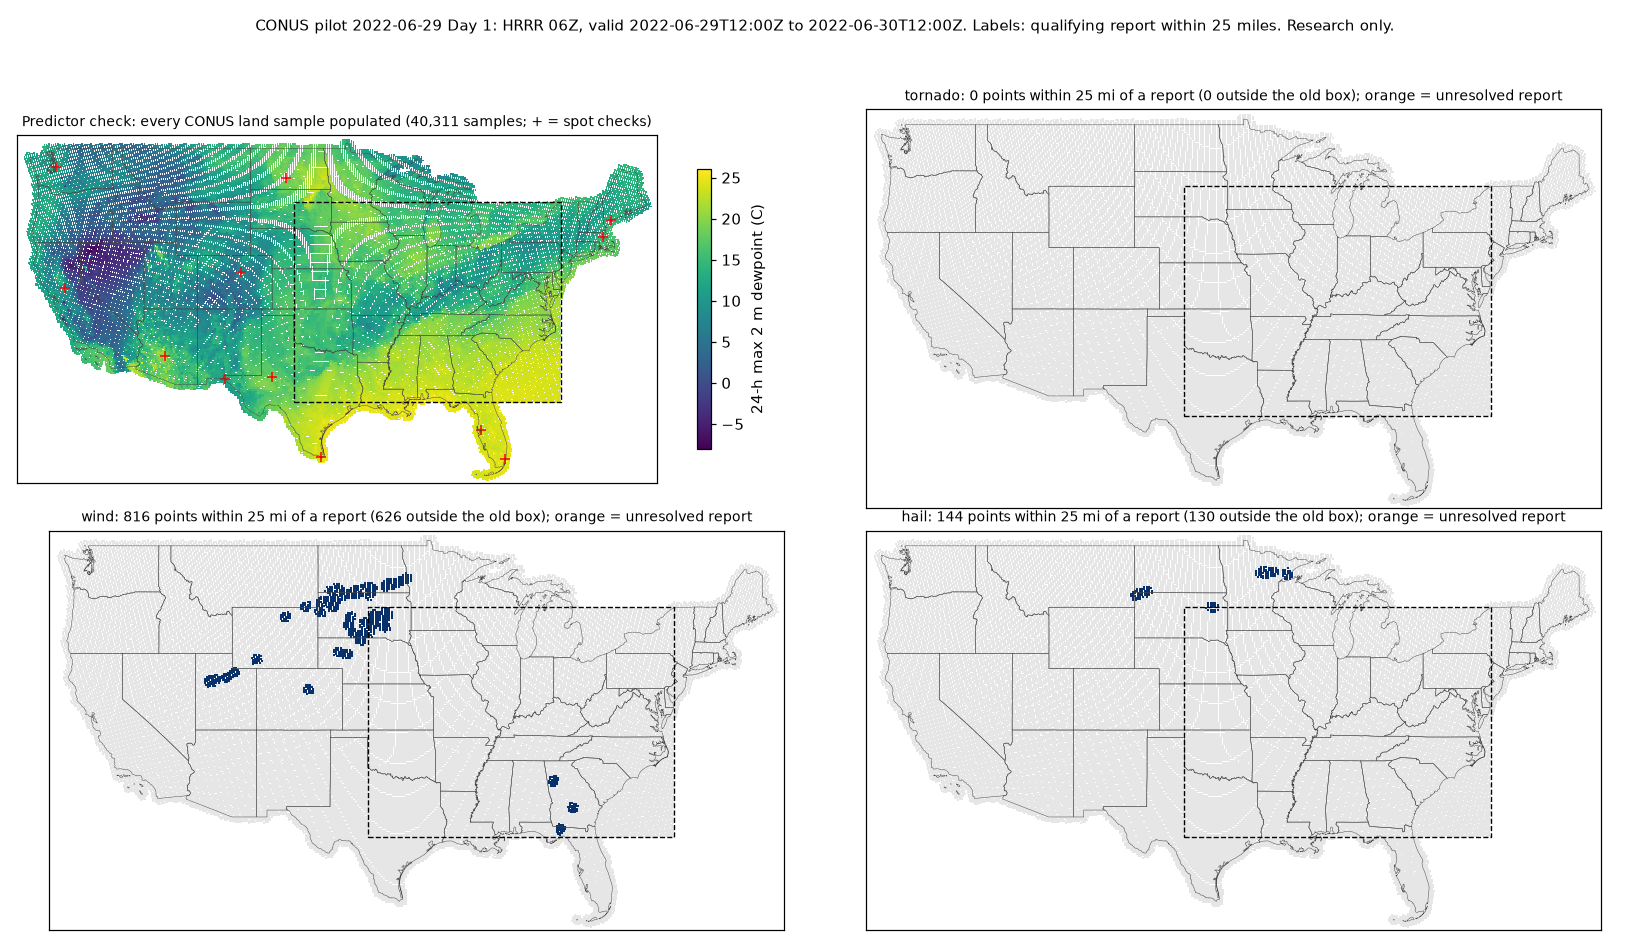 CONUS pilot 2022-06-29 Day 1: HRRR 06Z, valid 2022-06-29T12:00Z to 2022-06-30T12:00Z. Labels: qualifying report within 25 miles. Research only.
Predictor check: every CONUS land sample populated (40,311 samples; + = spot checks)
25
20
15
10
5
0
−5
24-h max 2 m dewpoint (C)
tornado: 0 points within 25 mi of a report (0 outside the old box); orange = unresolved report
wind: 816 points within 25 mi of a report (626 outside the old box); orange = unresolved report
hail: 144 points within 25 mi of a report (130 outside the old box); orange = unresolved report